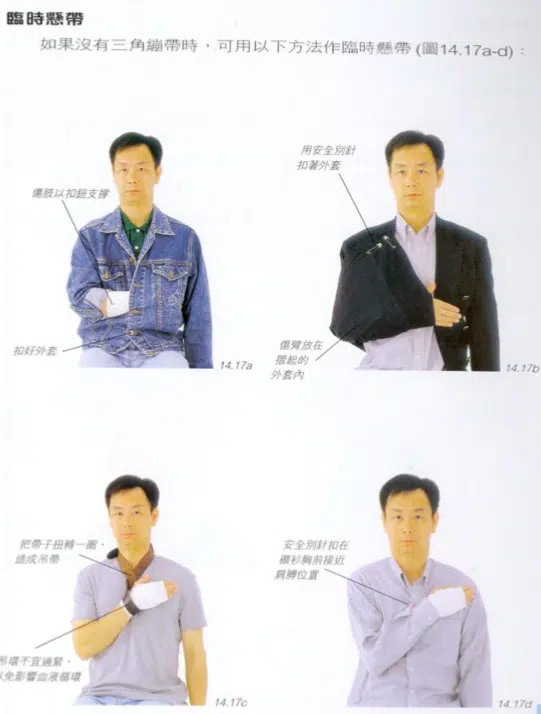 臨時懸帶
如果沒有三角繃帶時，可用以下方法作臨時懸帶 (圖14.17a-d)：
傷肢以扣鈕支撐
扣好外套
14.17a
用安全別針
扣著外套
傷臂放在
摺起的
外套內
14.17b
把帶子扭轉一圈，
造成吊帶
吊環不宜過緊，
以免影響血液循環
14.17c
安全別針扣在
襯衫胸前接近
肩膊位置
14.17d